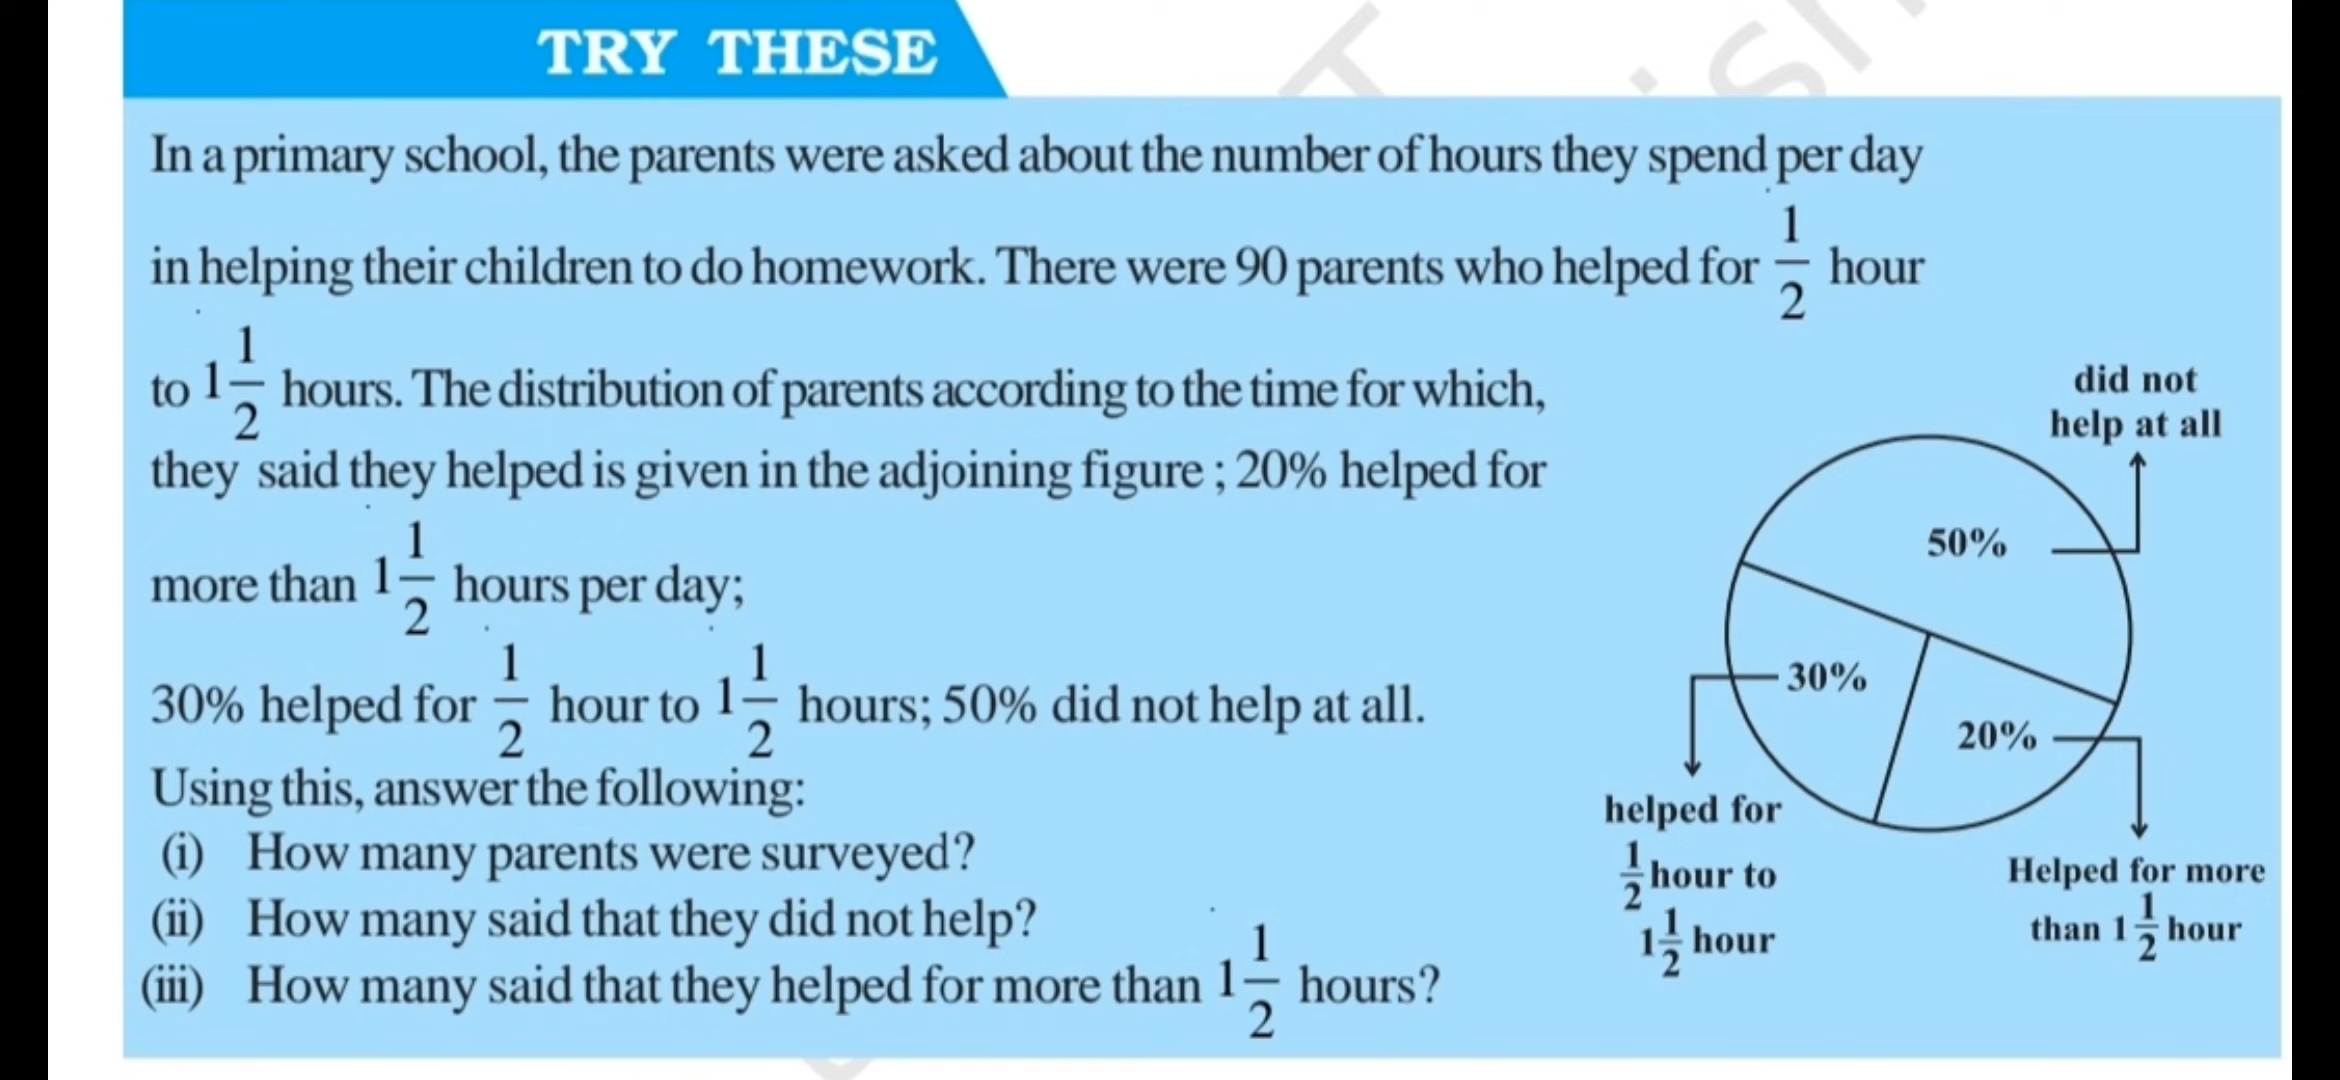 TRY THESE
In a primary school, the parents were asked about the number of hours they spend per day
in helping their children to do homework. There were 90 parents who helped for 1/2 hour
to 1 1/2 hours. The distribution of parents according to the time for which,
they said they helped is given in the adjoining figure ; 20% helped for
more than 1 1/2 hours per day;
30% helped for 1/2 hour to 1 1/2 hours; 50% did not help at all.
Using this, answer the following:
(i) How many parents were surveyed?
(ii) How many said that they did not help?
(iii) How many said that they helped for more than 1 1/2 hours?
did not
help at all
50%
30%
20%
helped for
1/2 hour to
1 1/2 hour
Helped for more
than 1 1/2 hour